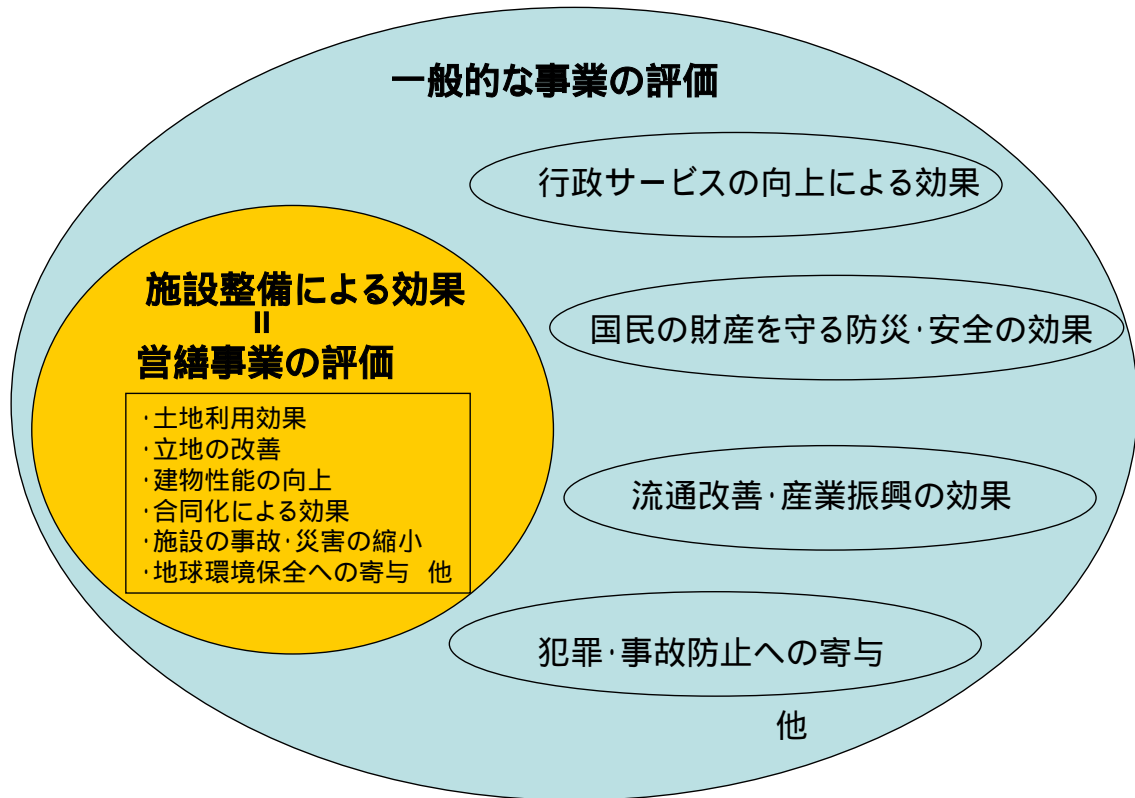 一般的な事業の評価
行政サービスの向上による効果
施設整備による効果
=
営繕事業の評価
・土地利用効果
・立地の改善
・建物性能の向上
・合同化による効果
・施設の事故・災害の縮小
・地球環境保全への寄与 他
国民の財産を守る防災・安全の効果
流通改善・産業振興の効果
犯罪・事故防止への寄与
他